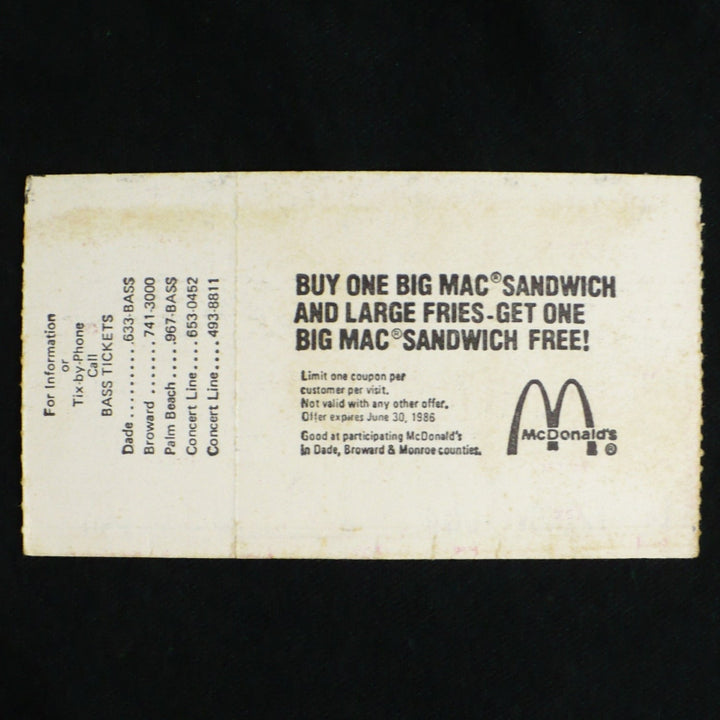 For Information
or
Tix-by-Phone
Call
BASS TICKETS
Dade ..........633-BASS
Broward .......741-3000
Palm Beach .....967-BASS
Concert Line....653-0452
Concert Line....493-8811
BUY ONE BIG MAC® SANDWICH
AND LARGE FRIES-GET ONE
BIG MAC® SANDWICH FREE!
Limit one coupon per
customer per visit.
Not valid with any other offer.
Offer expires June 30, 1986
Good at participating McDonald's
in Dade, Broward & Monroe counties.
McDonald's
®